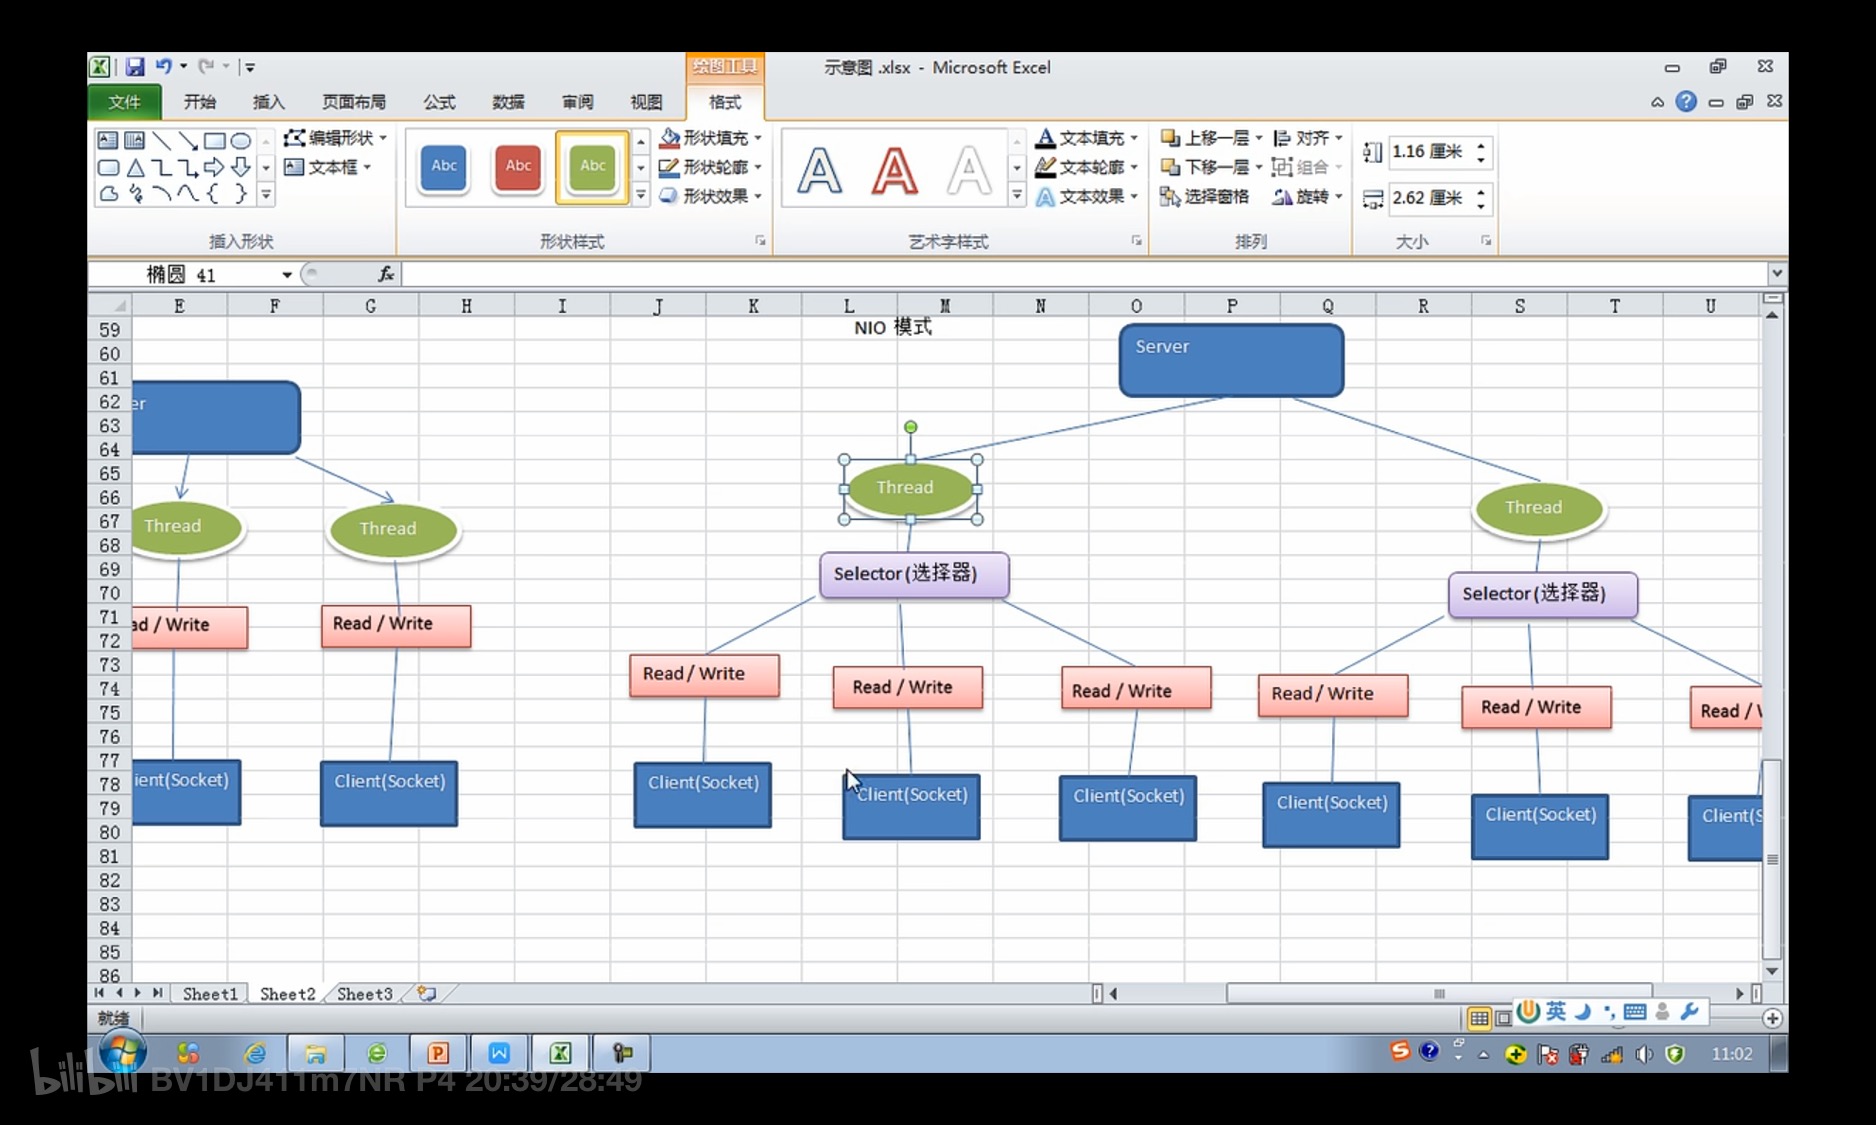 绘图工具
示意图 .xlsx - Microsoft Excel
文件 开始 插入 页面布局 公式 数据 审阅 视图 格式
编辑形状
文本框
插入形状
Abc Abc Abc
形状填充
形状轮廓
形状效果
形状样式
A A A
文本填充
文本轮廓
文本效果
艺术字样式
上移一层 对齐
下移一层 组合
选择窗格 旋转
排列
1.16 厘米
2.62 厘米
大小
椭圆 41
fx
E F G H I J K L M N O P Q R S T U
59
60
61
62
63
64
65
66
67
68
69
70
71
72
73
74
75
76
77
78
79
80
81
82
83
84
85
86
NIO 模式
Server
er
Thread
Thread
Thread
Thread
Selector(选择器)
Selector(选择器)
ad / Write
Read / Write
Read / Write
Read / Write
Read / Write
Read / Write
Read / Write
Read / W
ient(Socket)
Client(Socket)
Client(Socket)
Client(Socket)
Client(Socket)
Client(Socket)
Client(Socket)
Client(S
Sheet1 Sheet2 Sheet3
就绪
英
11:02
bilibili BV1DJ411m7NR P4 20:39/28:49